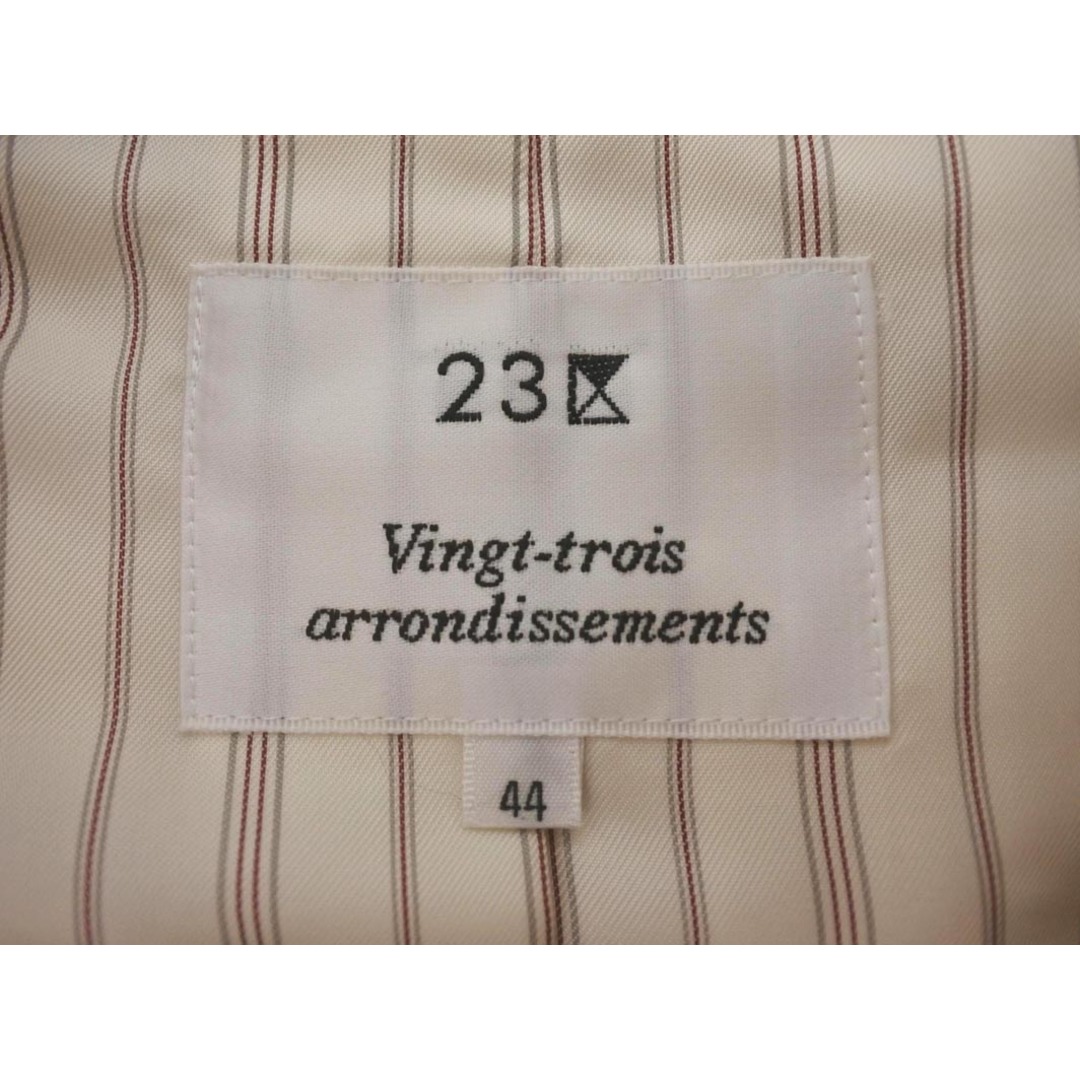 23区
Vingt-trois
arrondissements
44